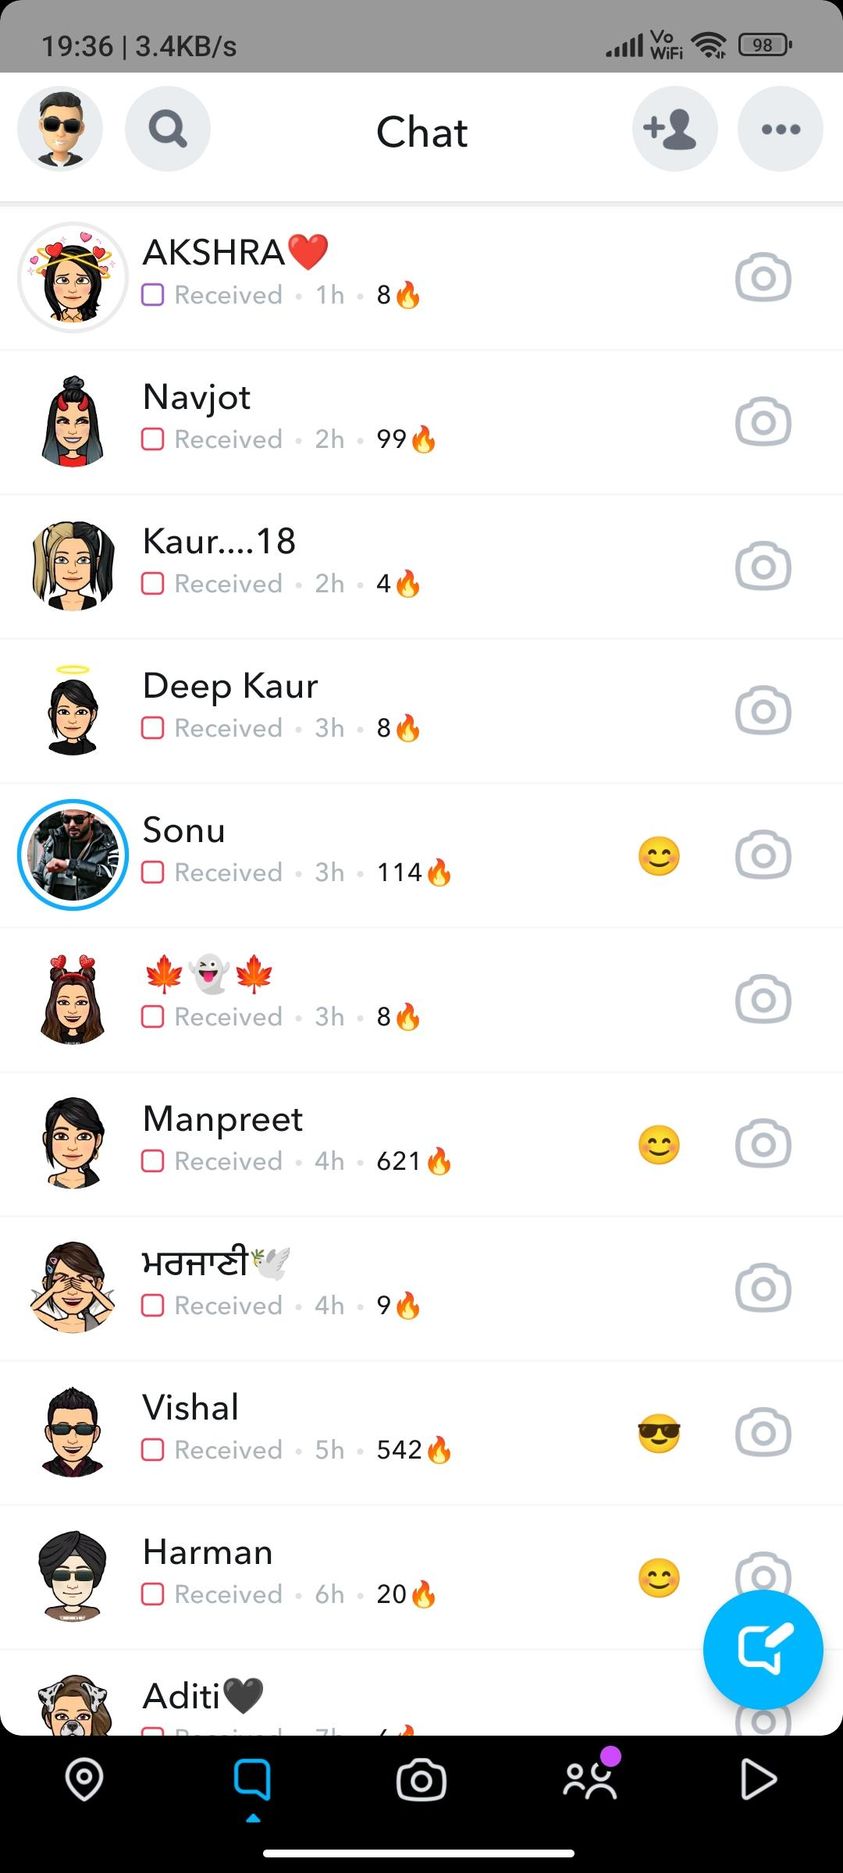 19:36 | 3.4KB/s Vo WiFi 98
Chat
AKSHRA❤️
Received • 1h • 8🔥
Navjot
Received • 2h • 99🔥
Kaur....18
Received • 2h • 4🔥
Deep Kaur
Received • 3h • 8🔥
Sonu
Received • 3h • 114🔥 😊
🍁👻🍁
Received • 3h • 8🔥
Manpreet
Received • 4h • 621🔥 😊
ਮਰਜਾਣੀ🕊️
Received • 4h • 9🔥
Vishal
Received • 5h • 542🔥 😎
Harman
Received • 6h • 20🔥 😊
Aditi🖤